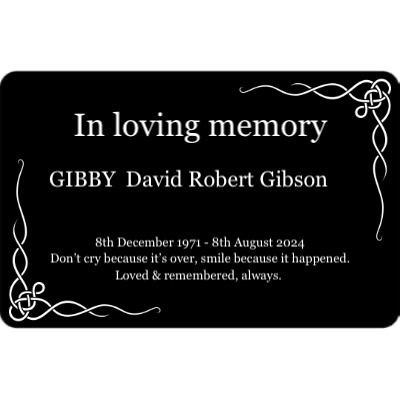 In loving memory
GIBBY  David Robert Gibson
8th December 1971 - 8th August 2024
Don't cry because it's over, smile because it happened.
Loved & remembered, always.